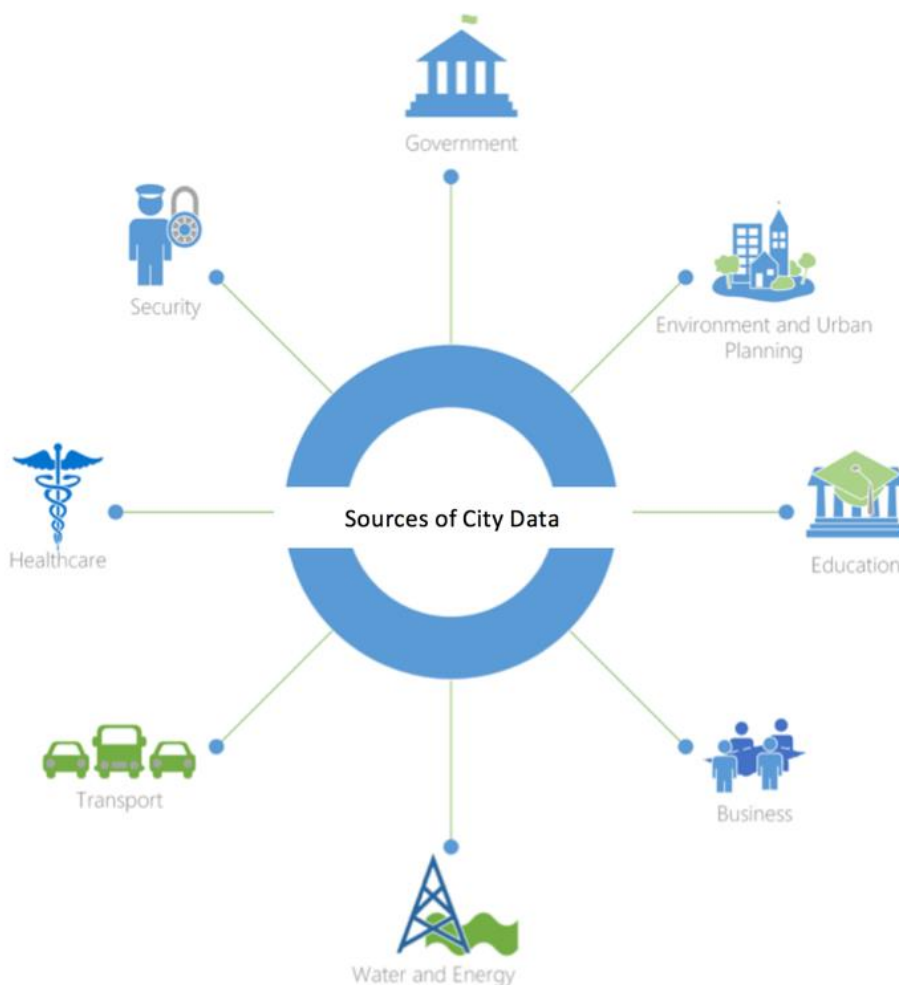 Government
Security
Environment and Urban
Planning
Sources of City Data
Healthcare
Education
Transport
Business
Water and Energy